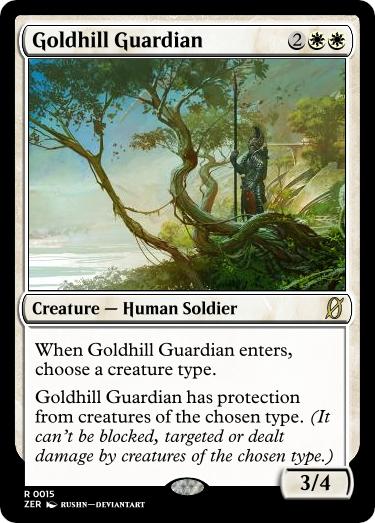 Goldhill Guardian 2
Creature — Human Soldier
When Goldhill Guardian enters,
choose a creature type.
Goldhill Guardian has protection
from creatures of the chosen type. (It
can't be blocked, targeted or dealt
damage by creatures of the chosen type.)
3/4
R 0015
ZER RUSHN—DEVIANTART